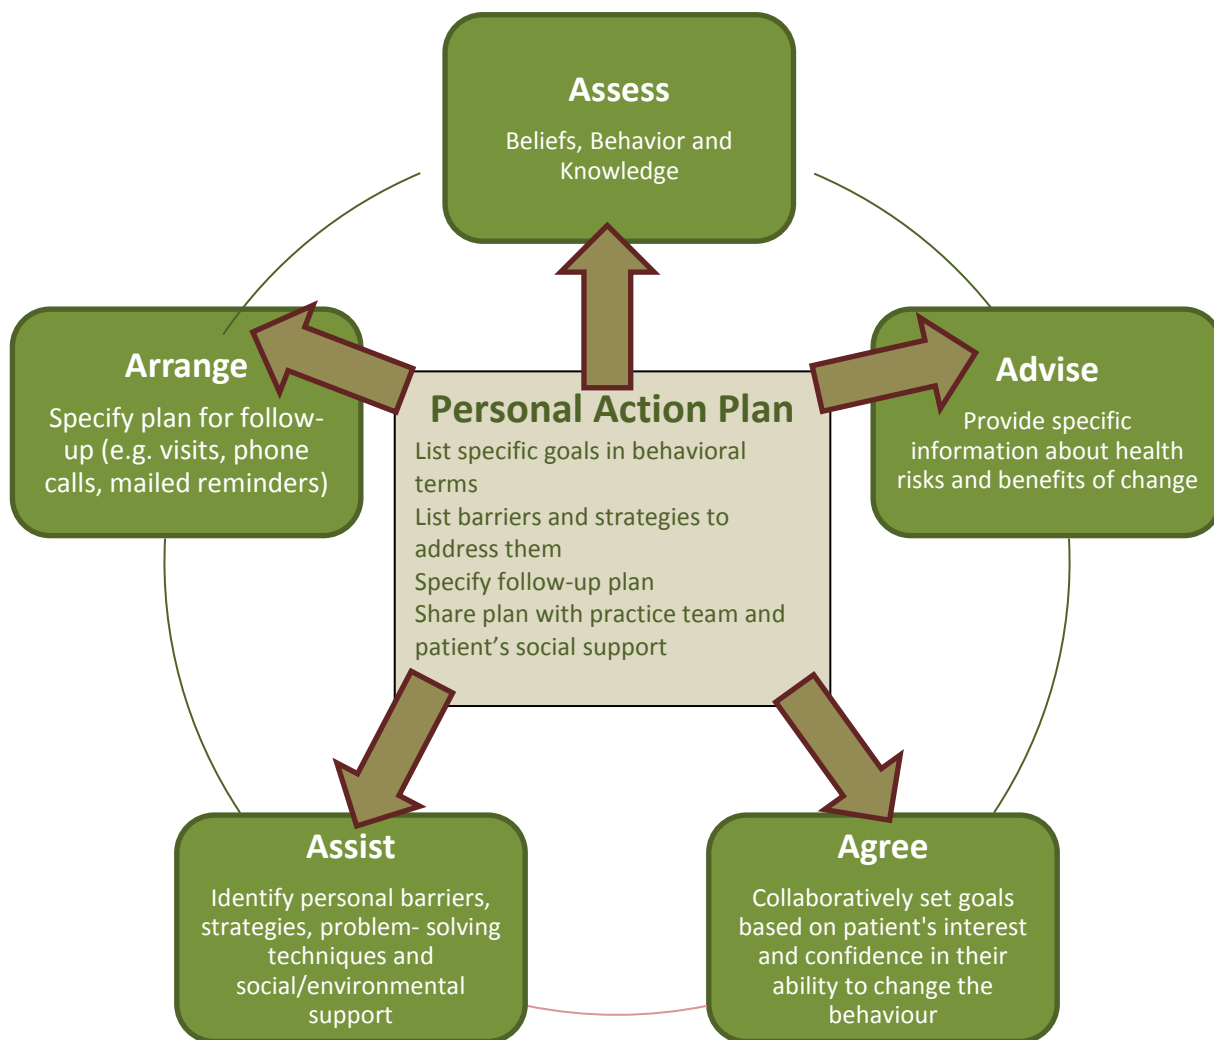 Assess
Beliefs, Behavior and
Knowledge
Advise
Provide specific
information about health
risks and benefits of change
Agree
Collaboratively set goals
based on patient's interest
and confidence in their
ability to change the
behaviour
Assist
Identify personal barriers,
strategies, problem- solving
techniques and
social/environmental
support
Arrange
Specify plan for follow-
up (e.g. visits, phone
calls, mailed reminders)
Personal Action Plan
List specific goals in behavioral
terms
List barriers and strategies to
address them
Specify follow-up plan
Share plan with practice team and
patient’s social support